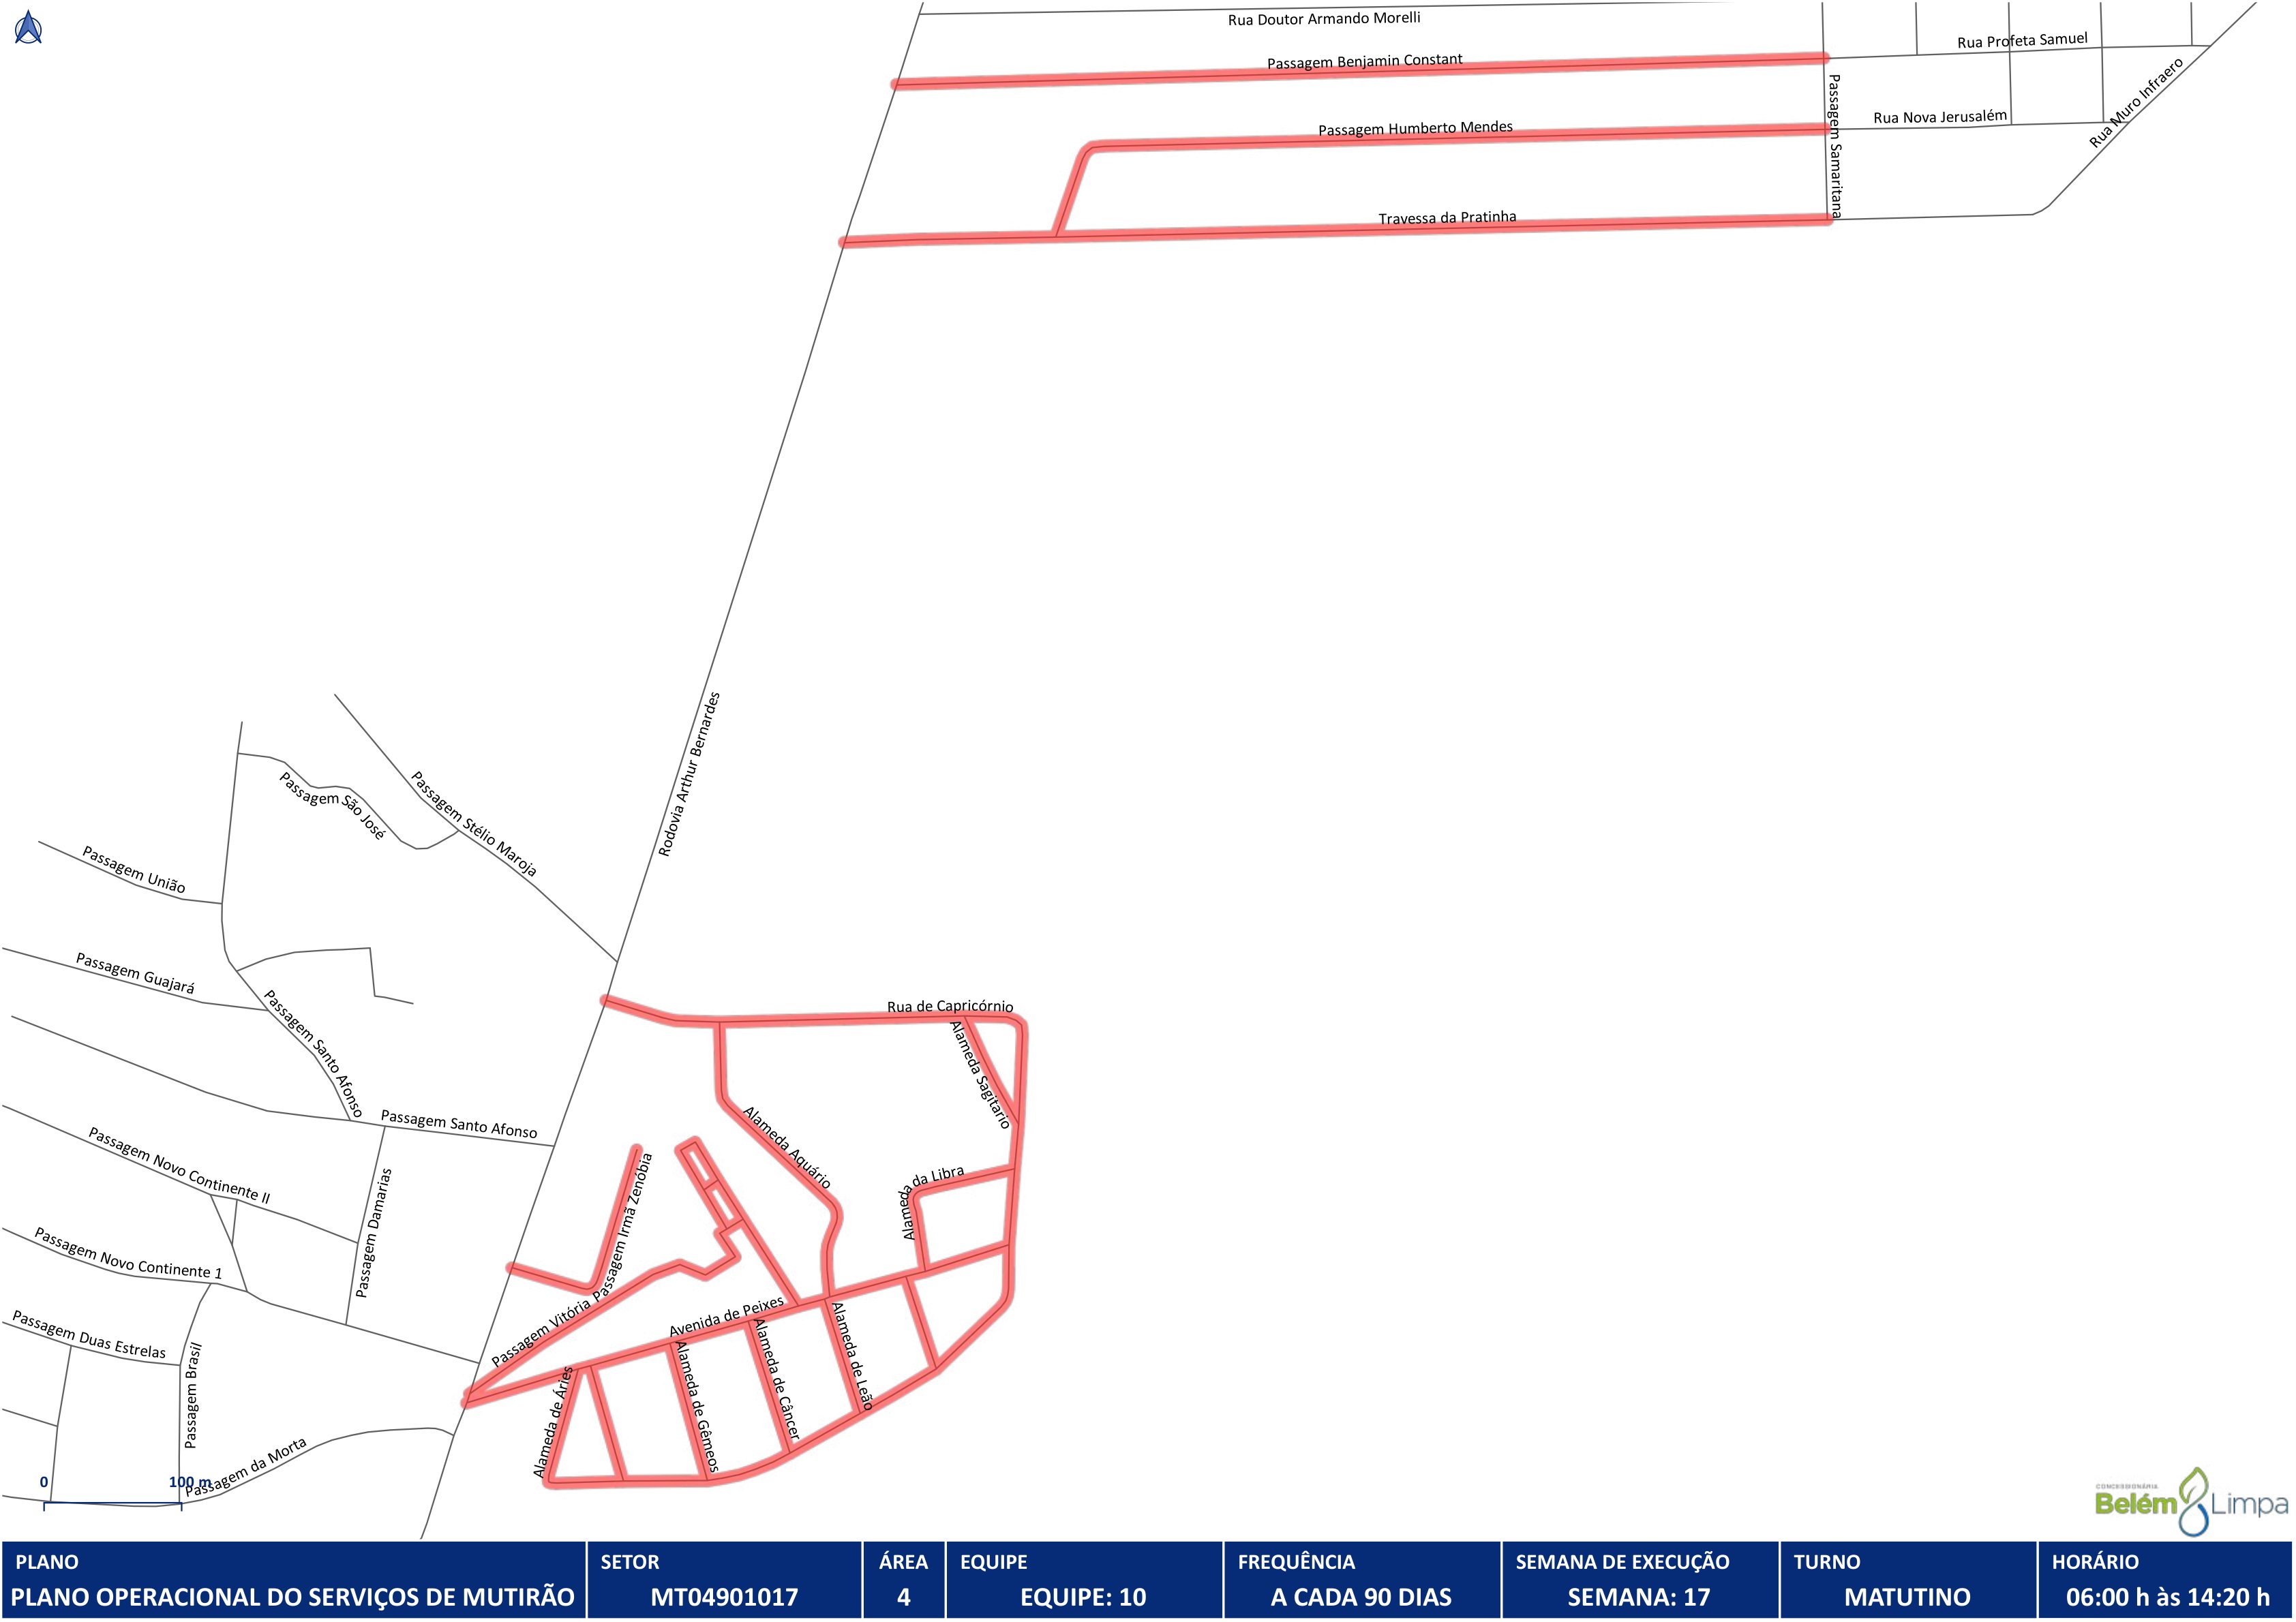 Rua Doutor Armando Morelli
Rua Profeta Samuel
Passagem Benjamin Constant
Rua Muro Infraero
Passagem Samaritana
Rua Nova Jerusalém
Passagem Humberto Mendes
Travessa da Pratinha
Rodovia Arthur Bernardes
Passagem São José
Passagem Stélio Maroja
Passagem União
Passagem Guajará
Passagem Santo Afonso
Rua de Capricórnio
Alameda Sagitario
Passagem Santo Afonso
Alameda Aquário
Passagem Novo Continente II
Passagem Damarias
Passagem Irmã Zenóbia
Alameda da Libra
Passagem Novo Continente 1
Passagem Vitória
Avenida de Peixes
Passagem Duas Estrelas
Passagem Brasil
Alameda de Áries
Alameda de Gêmeos
Alameda de Câncer
Alameda de Leão
Passagem da Morta
0 100 m
CONCESSIONÁRIA
Belém Limpa
PLANO
PLANO OPERACIONAL DO SERVIÇOS DE MUTIRÃO
SETOR
MT04901017
ÁREA
4
EQUIPE
EQUIPE: 10
FREQUÊNCIA
A CADA 90 DIAS
SEMANA DE EXECUÇÃO
SEMANA: 17
TURNO
MATUTINO
HORÁRIO
06:00 h às 14:20 h